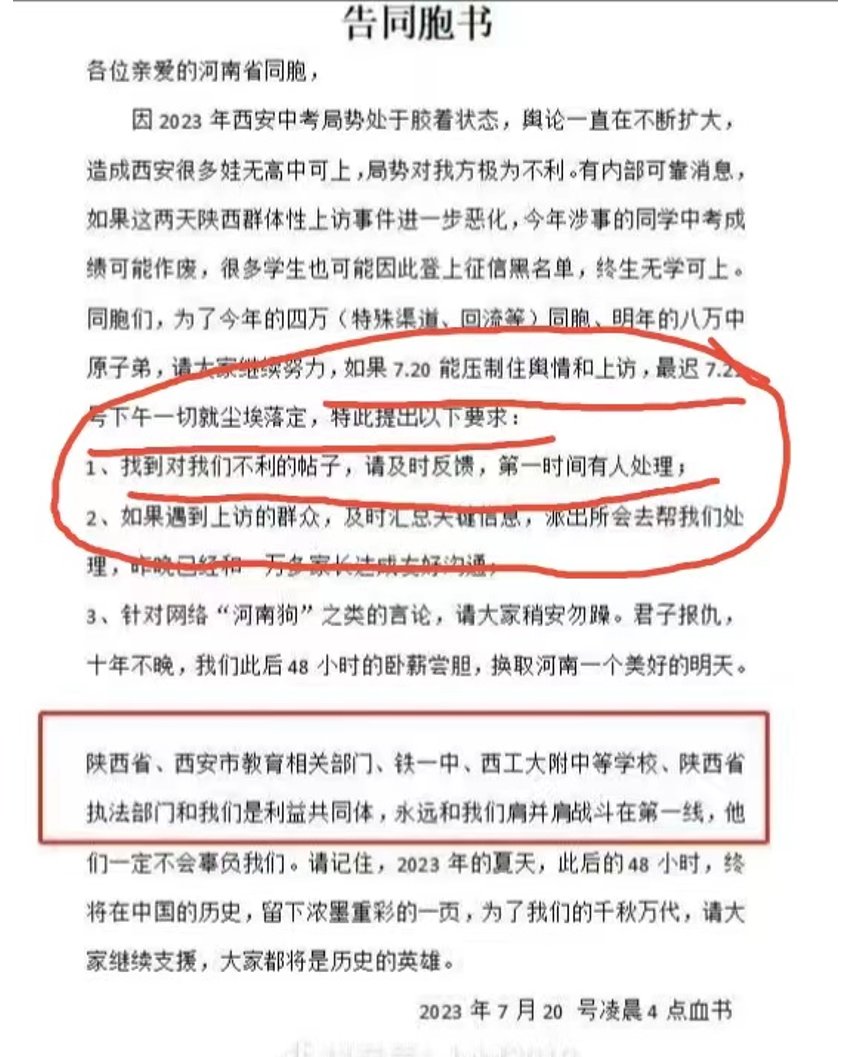 告同胞书
各位亲爱的河南省同胞，
因 2023 年西安中考局势处于胶着状态，舆论一直在不断扩大，
造成西安很多娃无高中可上，局势对我方极为不利。有内部可靠消息，
如果这两天陕西群体性上访事件进一步恶化，今年涉事的同学中考成
绩可能作废，很多学生也可能因此登上征信黑名单，终生无学可上。
同胞们，为了今年的四万（特殊渠道、回流等）同胞、明年的八万中
原子弟，请大家继续努力，如果 7.20 能压制住舆情和上访，最迟 7.21
号下午一切就尘埃落定，特此提出以下要求：
1、找到对我们不利的帖子，请及时反馈，第一时间有人处理；
2、如果遇到上访的群众，及时汇总关键信息，派出所会去帮我们处
理，昨晚已经和一万多家长达成友好沟通；
3、针对网络“河南狗”之类的言论，请大家稍安勿躁。君子报仇，
十年不晚，我们此后 48 小时的卧薪尝胆，换取河南一个美好的明天。
陕西省、西安市教育相关部门、铁一中、西工大附中等学校、陕西省
执法部门和我们是利益共同体，永远和我们肩并肩战斗在第一线，他
们一定不会辜负我们。请记住，2023 年的夏天，此后的 48 小时，终
将在中国的历史，留下浓墨重彩的一页，为了我们的千秋万代，请大
家继续支援，大家都将是历史的英雄。
2023 年 7 月 20 号凌晨 4 点血书